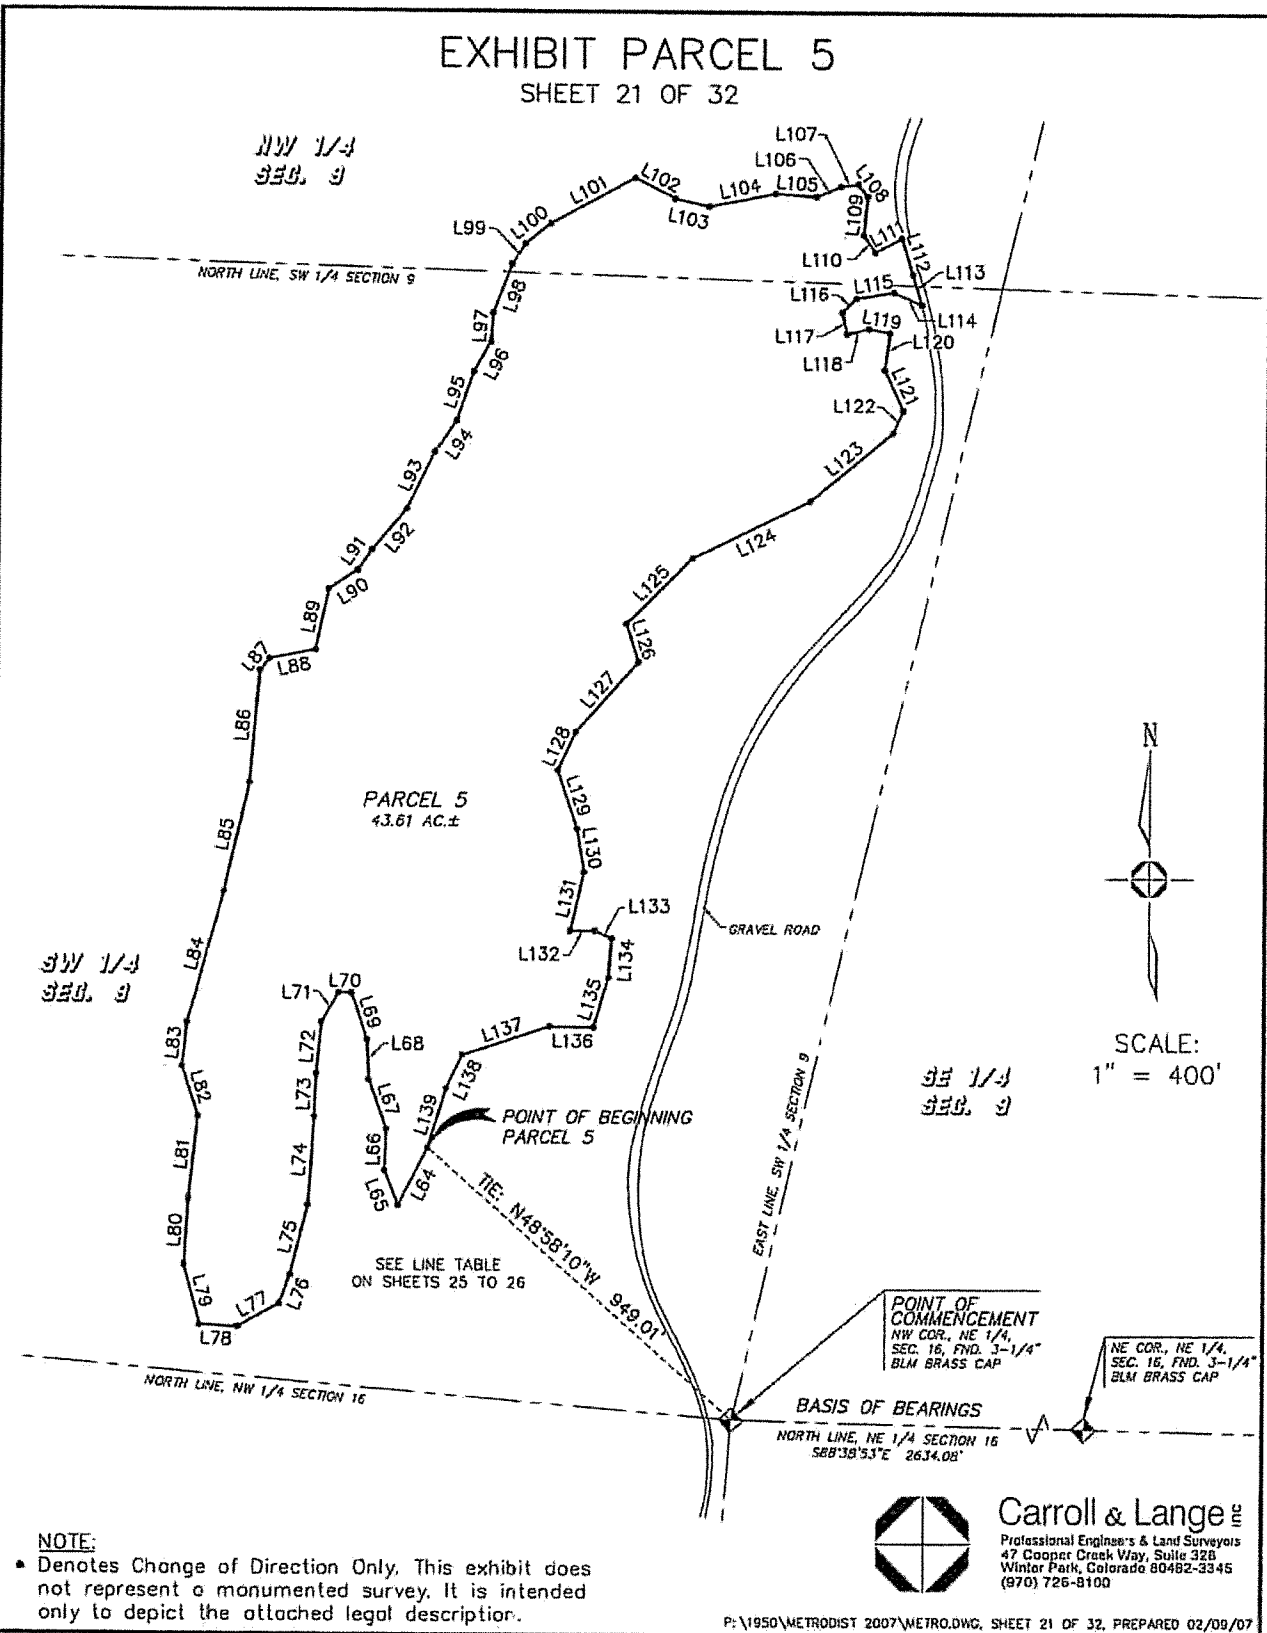 EXHIBIT PARCEL 5
SHEET 21 OF 32
NW 1/4
SEC. 9
L107
L106
L108
L101
L102
L104
L105
L103
L109
L100
L99
L111
L112
L110
L113
NORTH LINE, SW 1/4 SECTION 9
L98
L115
L116
L114
L97
L117
L119
L120
L118
L96
L95
L121
L122
L94
L93
L123
L92
L124
L91
L90
L125
L89
L126
L87
L88
L127
L86
L128
N
PARCEL 5
43.61 AC.±
L129
L85
L130
L131
L133
GRAVEL ROAD
L132
L134
SW 1/4
SEC. 9
L84
L70
L71
L69
L135
L83
L72
L68
L137
L136
SCALE:
1" = 400'
L138
L73
SE 1/4
SEC. 9
L82
L67
L139
POINT OF BEGINNING
PARCEL 5
L66
EAST LINE, SW 1/4 SECTION 9
L81
L74
L65
L64
TIE: N48°58'10"W 949.01'
L80
L75
SEE LINE TABLE
ON SHEETS 25 TO 26
L76
L79
L77
L78
POINT OF
COMMENCEMENT
NW COR., NE 1/4,
SEC. 16, FND. 3-1/4"
BLM BRASS CAP
NE COR., NE 1/4,
SEC. 16, FND. 3-1/4"
BLM BRASS CAP
NORTH LINE, NW 1/4 SECTION 16
BASIS OF BEARINGS
NORTH LINE, NE 1/4 SECTION 16
S88°38'53"E 2634.08'
Carroll & Lange INC
Professional Engineers & Land Surveyors
47 Cooper Creek Way, Suite 328
Winter Park, Colorado 80482-3345
(970) 726-8100
NOTE:
• Denotes Change of Direction Only. This exhibit does
not represent a monumented survey. It is intended
only to depict the attached legal description.
P:\1950\METRODIST 2007\METRO.DWG, SHEET 21 OF 32, PREPARED 02/09/07